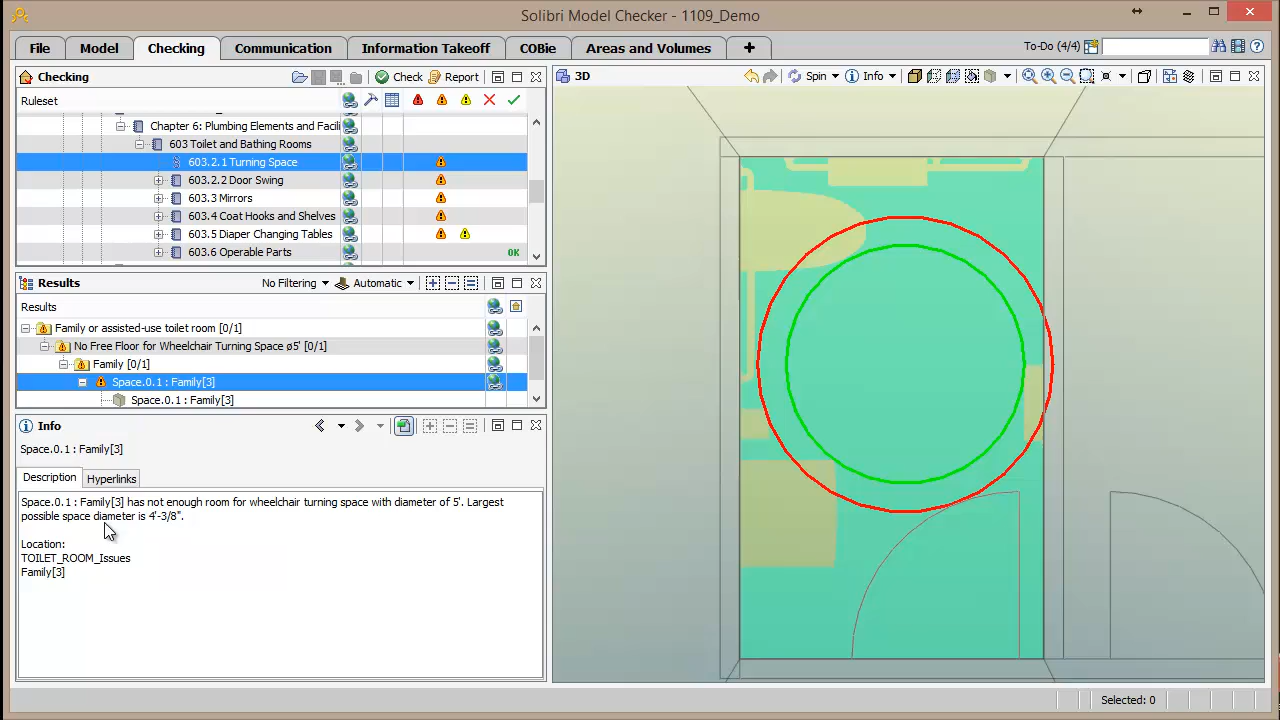 Solibri Model Checker - 1109_Demo
File
Model
Checking
Communication
Information Takeoff
COBie
Areas and Volumes
+
To-Do (4/4)
Checking
Check
Report
3D
Spin
Info
Ruleset
Chapter 6: Plumbing Elements and Facil
603 Toilet and Bathing Rooms
603.2.1 Turning Space
603.2.2 Door Swing
603.3 Mirrors
603.4 Coat Hooks and Shelves
603.5 Diaper Changing Tables
603.6 Operable Parts
OK
Results
No Filtering
Automatic
Results
Family or assisted-use toilet room [0/1]
No Free Floor for Wheelchair Turning Space ø5' [0/1]
Family [0/1]
Space.0.1 : Family[3]
Space.0.1 : Family[3]
Info
Space.0.1 : Family[3]
Description
Hyperlinks
Space.0.1 : Family[3] has not enough room for wheelchair turning space with diameter of 5'. Largest
possible space diameter is 4'-3/8".
Location:
TOILET_ROOM_Issues
Family[3]
Selected: 0